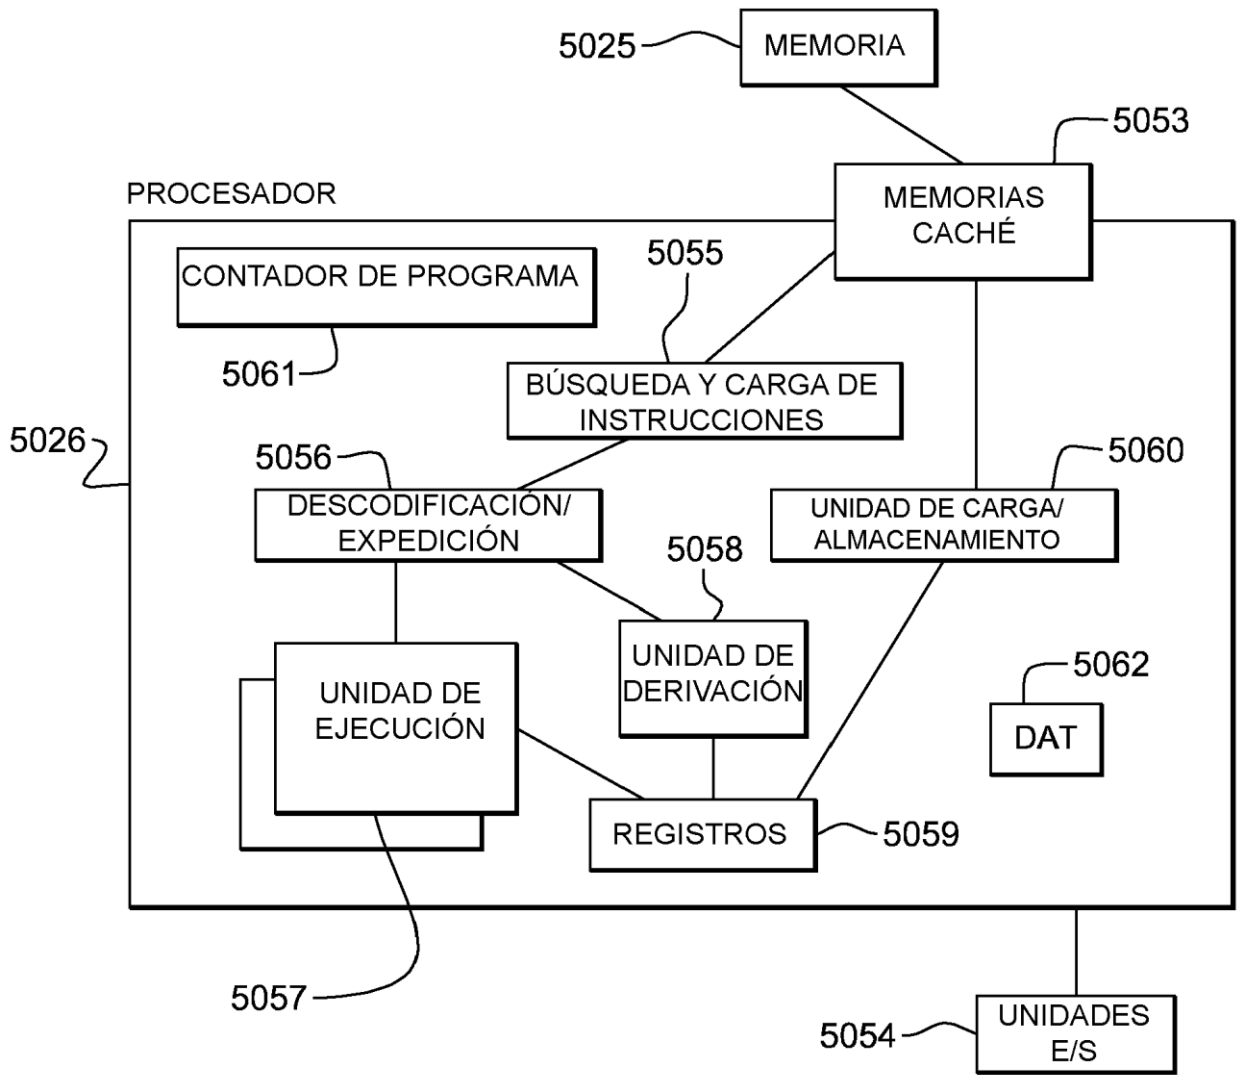 5025
MEMORIA
5053
PROCESADOR
MEMORIAS
CACHÉ
5055
CONTADOR DE PROGRAMA
5061
BÚSQUEDA Y CARGA DE
INSTRUCCIONES
5026
5056
5060
DESCODIFICACIÓN/
EXPEDICIÓN
UNIDAD DE CARGA/
ALMACENAMIENTO
5058
UNIDAD DE
DERIVACIÓN
5062
UNIDAD DE
EJECUCIÓN
DAT
REGISTROS
5059
5057
5054
UNIDADES
E/S